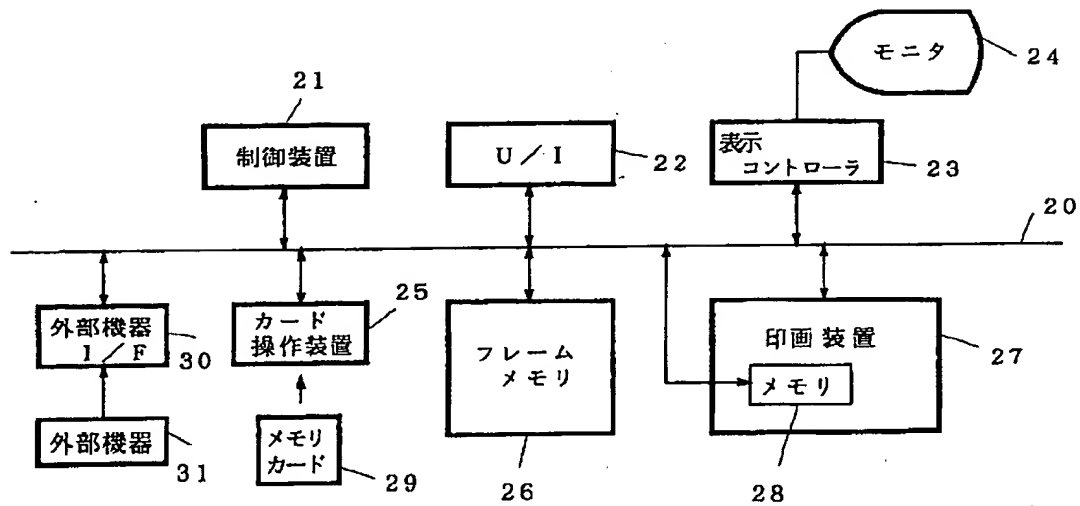 モニタ
24
21
制御装置
U/I
22
表示
コントローラ
23
20
外部機器
I/F
30
カード
操作装置
25
フレーム
メモリ
26
印画装置
27
メモリ
28
外部機器
31
メモリ
カード
29